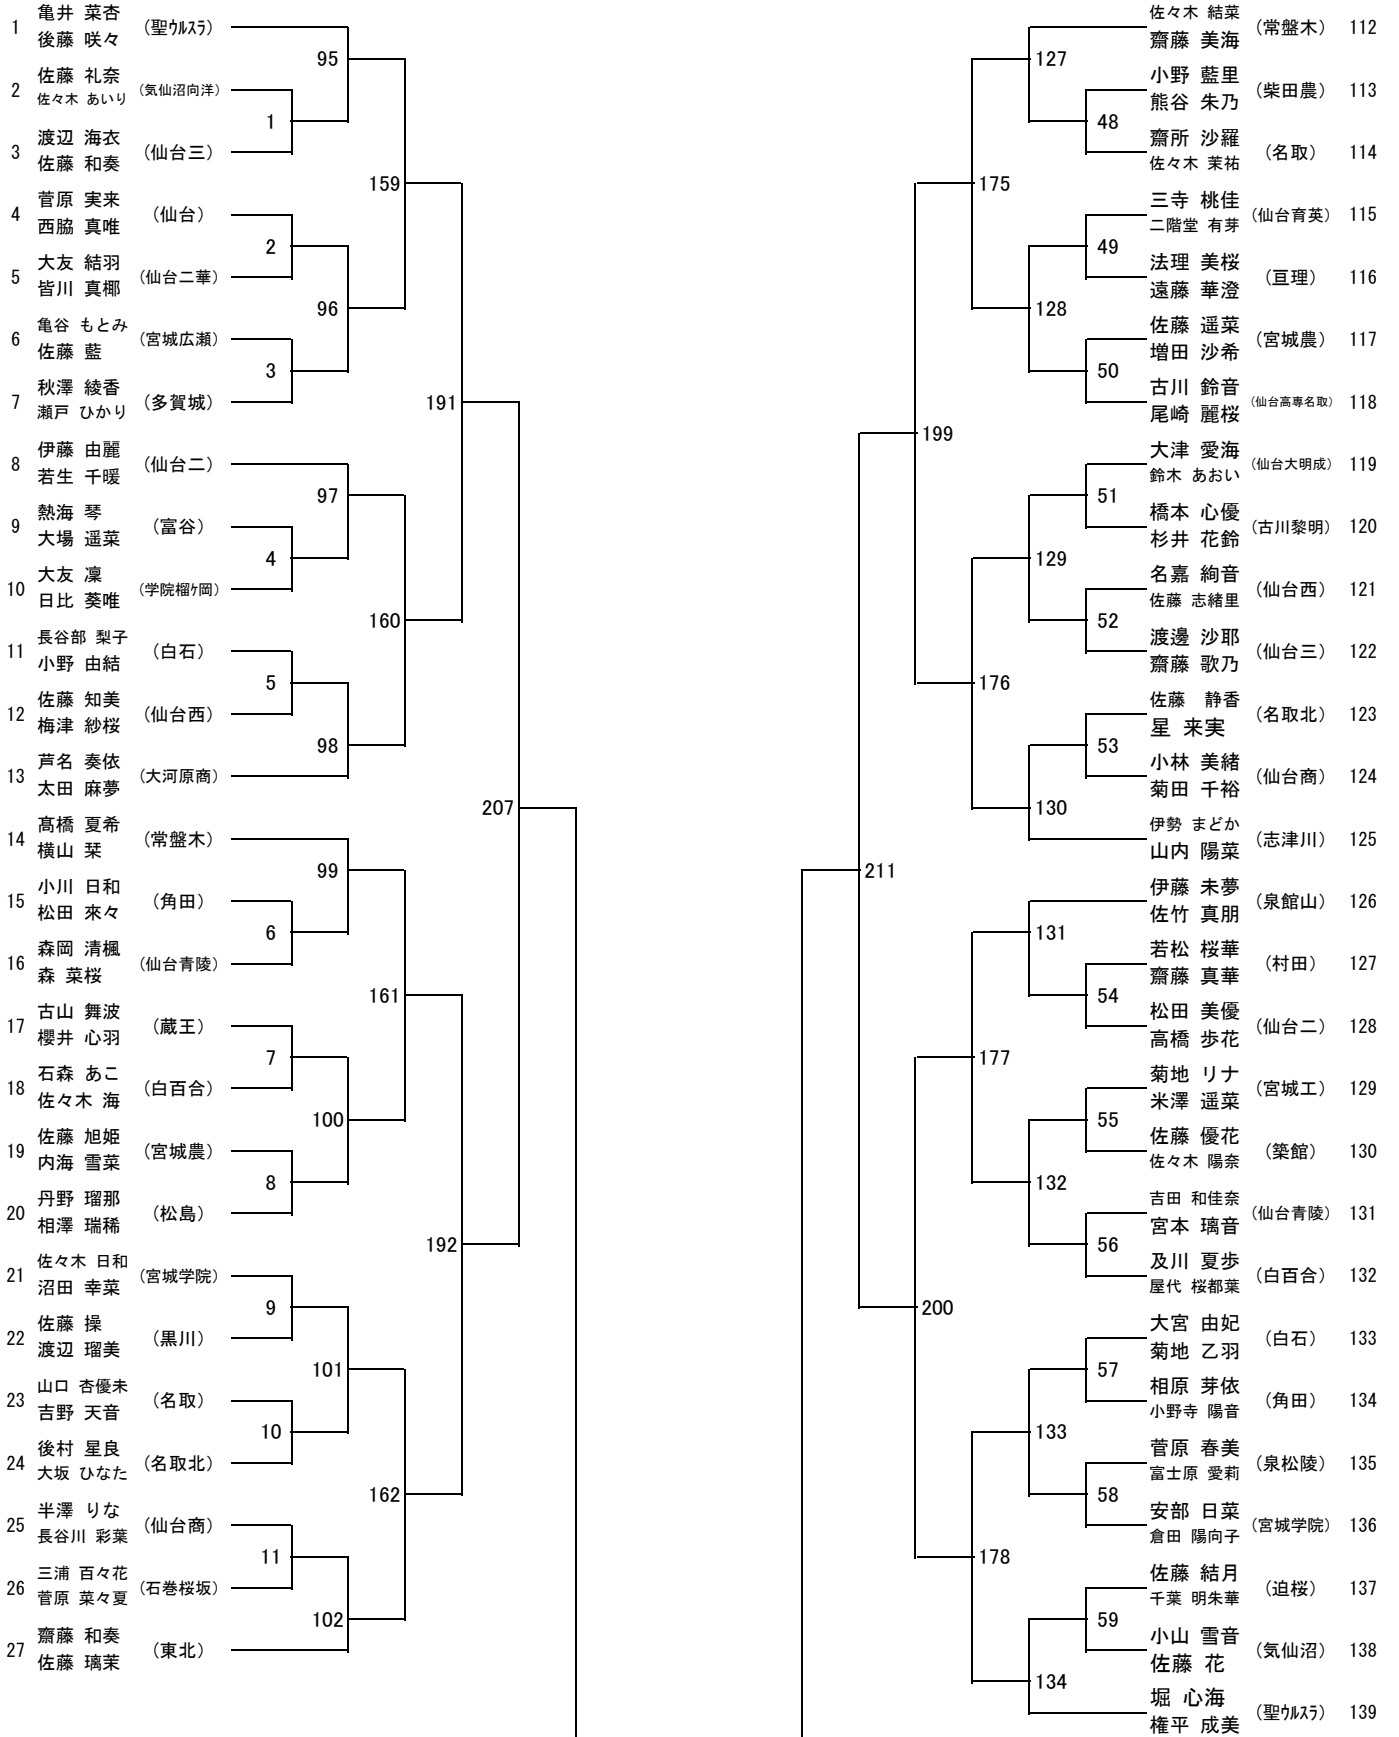 1 亀井 菜杏 後藤 咲々 (聖ウルスラ)
2 佐藤 礼奈 佐々木 あいり (気仙沼向洋)
3 渡辺 海衣 佐藤 和奏 (仙台三)
4 菅原 実来 西脇 真唯 (仙台)
5 大友 結羽 皆川 真椰 (仙台二華)
6 亀谷 もとみ 佐藤 藍 (宮城広瀬)
7 秋澤 綾香 瀬戸 ひかり (多賀城)
8 伊藤 由麗 若生 千暖 (仙台二)
9 熱海 琴 大場 遥菜 (富谷)
10 大友 凜 日比 葵唯 (学院榴ケ岡)
11 長谷部 梨子 小野 由結 (白石)
12 佐藤 知美 梅津 紗桜 (仙台西)
13 芦名 奏依 太田 麻夢 (大河原商)
14 髙橋 夏希 横山 栞 (常盤木)
15 小川 日和 松田 來々 (角田)
16 森岡 清楓 森 菜桜 (仙台青陵)
17 古山 舞波 櫻井 心羽 (蔵王)
18 石森 あこ 佐々木 海 (白百合)
19 佐藤 旭姫 内海 雪菜 (宮城農)
20 丹野 瑠那 相澤 瑞稀 (松島)
21 佐々木 日和 沼田 幸菜 (宮城学院)
22 佐藤 操 渡辺 瑠美 (黒川)
23 山口 杏優未 吉野 天音 (名取)
24 後村 星良 大坂 ひなた (名取北)
25 半澤 りな 長谷川 彩葉 (仙台商)
26 三浦 百々花 菅原 菜々夏 (石巻桜坂)
27 齋藤 和奏 佐藤 璃茉 (東北)
1
2
3
4
5
6
7
8
9
10
11
95
96
97
98
99
100
101
102
159
160
161
162
191
192
207
佐々木 結菜 齋藤 美海 (常盤木) 112
小野 藍里 熊谷 朱乃 (柴田農) 113
齋所 沙羅 佐々木 茉祐 (名取) 114
三寺 桃佳 二階堂 有芽 (仙台育英) 115
法理 美桜 遠藤 華澄 (亘理) 116
佐藤 遥菜 増田 沙希 (宮城農) 117
古川 鈴音 尾崎 麗桜 (仙台高専名取) 118
大津 愛海 鈴木 あおい (仙台大明成) 119
橋本 心優 杉井 花鈴 (古川黎明) 120
名嘉 絢音 佐藤 志緒里 (仙台西) 121
渡邊 沙耶 齋藤 歌乃 (仙台三) 122
佐藤 静香 星 来実 (名取北) 123
小林 美緒 菊田 千裕 (仙台商) 124
伊勢 まどか 山内 陽菜 (志津川) 125
伊藤 未夢 佐竹 真朋 (泉館山) 126
若松 桜華 齋藤 真華 (村田) 127
松田 美優 高橋 歩花 (仙台二) 128
菊地 リナ 米澤 遥菜 (宮城工) 129
佐藤 優花 佐々木 陽奈 (築館) 130
吉田 和佳奈 宮本 璃音 (仙台青陵) 131
及川 夏歩 屋代 桜都葉 (白百合) 132
大宮 由妃 菊地 乙羽 (白石) 133
相原 芽依 小野寺 陽音 (角田) 134
菅原 春美 富士原 愛莉 (泉松陵) 135
安部 日菜 倉田 陽向子 (宮城学院) 136
佐藤 結月 千葉 明朱華 (迫桜) 137
小山 雪音 佐藤 花 (気仙沼) 138
堀 心海 権平 成美 (聖ウルスラ) 139
48
49
50
51
52
53
54
55
56
57
58
59
127
128
129
130
131
132
133
134
175
176
177
178
199
200
211